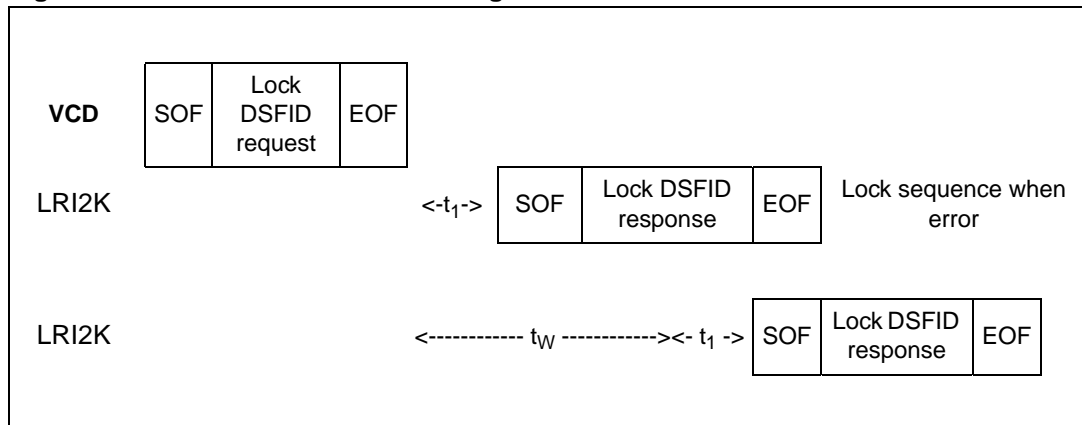 VCD
SOF
Lock
DSFID
request
EOF
LRI2K
<-t1->
SOF
Lock DSFID
response
EOF
Lock sequence when
error
LRI2K
<------------ tW ------------><- t1 ->
SOF
Lock DSFID
response
EOF